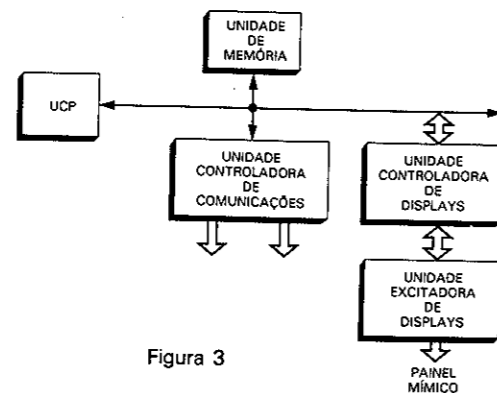 UNIDADE
DE
MEMÓRIA
UCP
UNIDADE
CONTROLADORA
DE
COMUNICAÇÕES
UNIDADE
CONTROLADORA
DE
DISPLAYS
UNIDADE
EXCITADORA
DE
DISPLAYS
Figura 3
PAINEL
MÍMICO